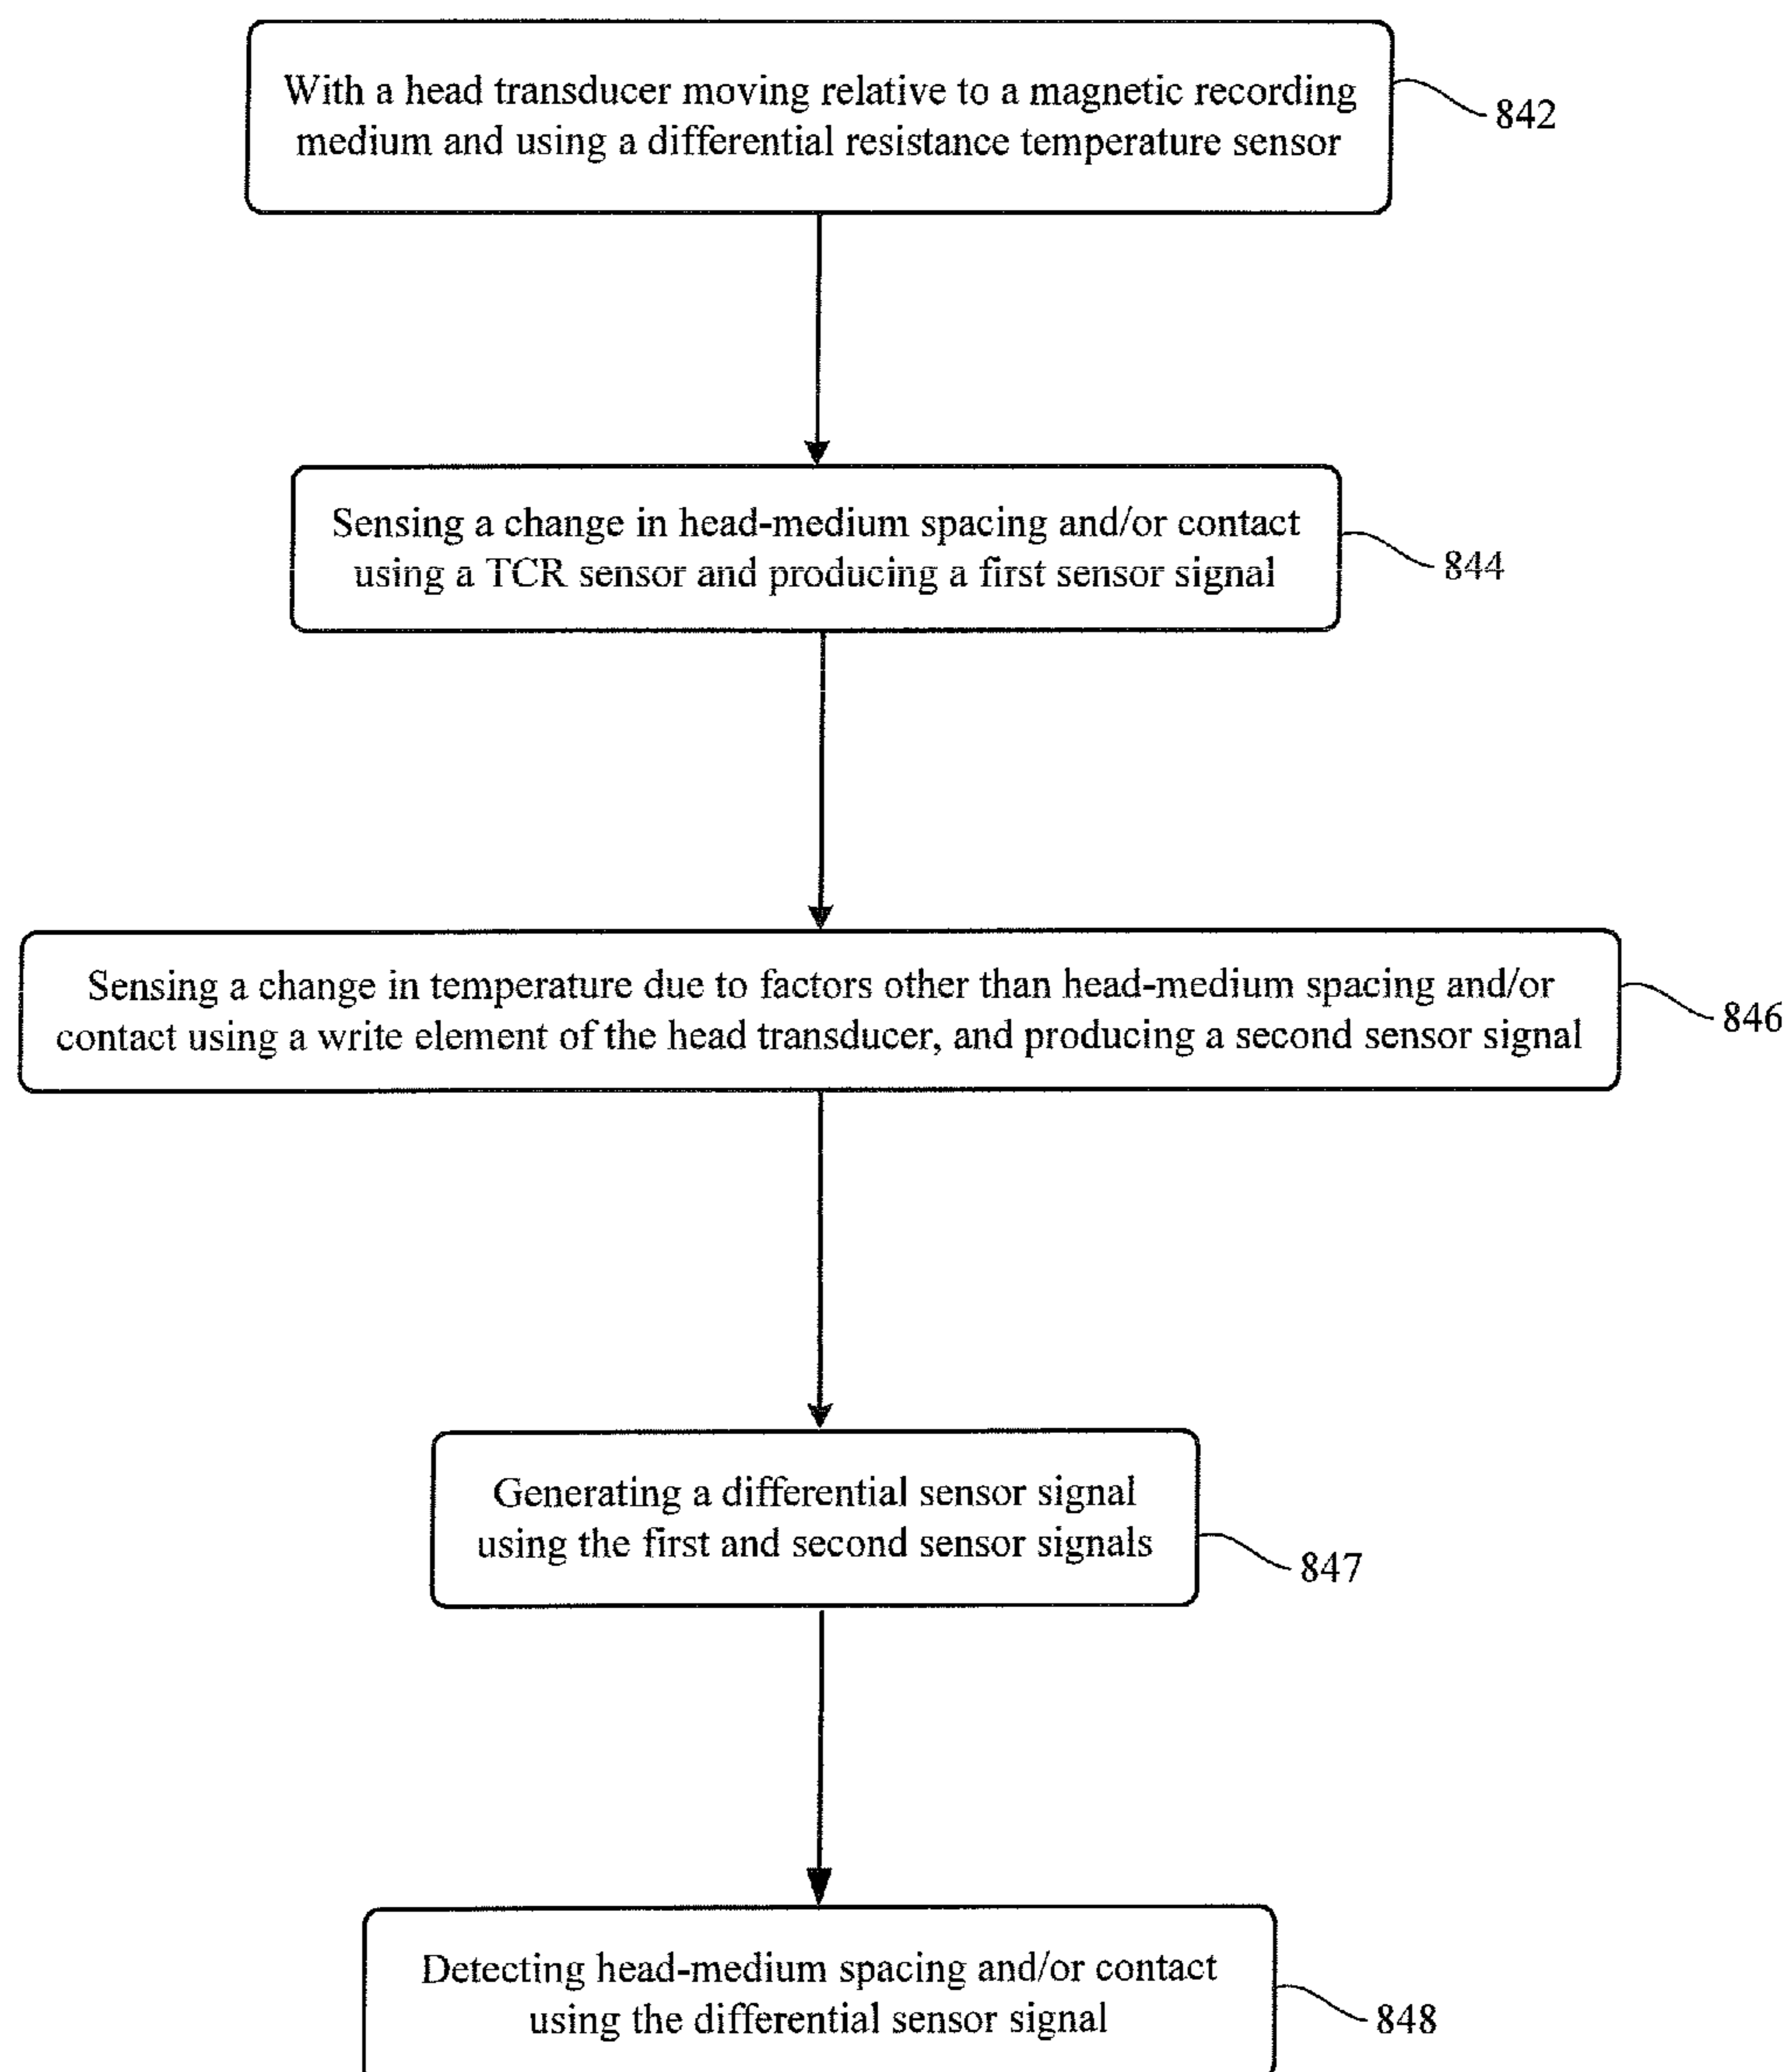 With a head transducer moving relative to a magnetic recording
medium and using a differential resistance temperature sensor
842
Sensing a change in head-medium spacing and/or contact
using a TCR sensor and producing a first sensor signal
844
Sensing a change in temperature due to factors other than head-medium spacing and/or
contact using a write element of the head transducer, and producing a second sensor signal
846
Generating a differential sensor signal
using the first and second sensor signals
847
Detecting head-medium spacing and/or contact
using the differential sensor signal
848